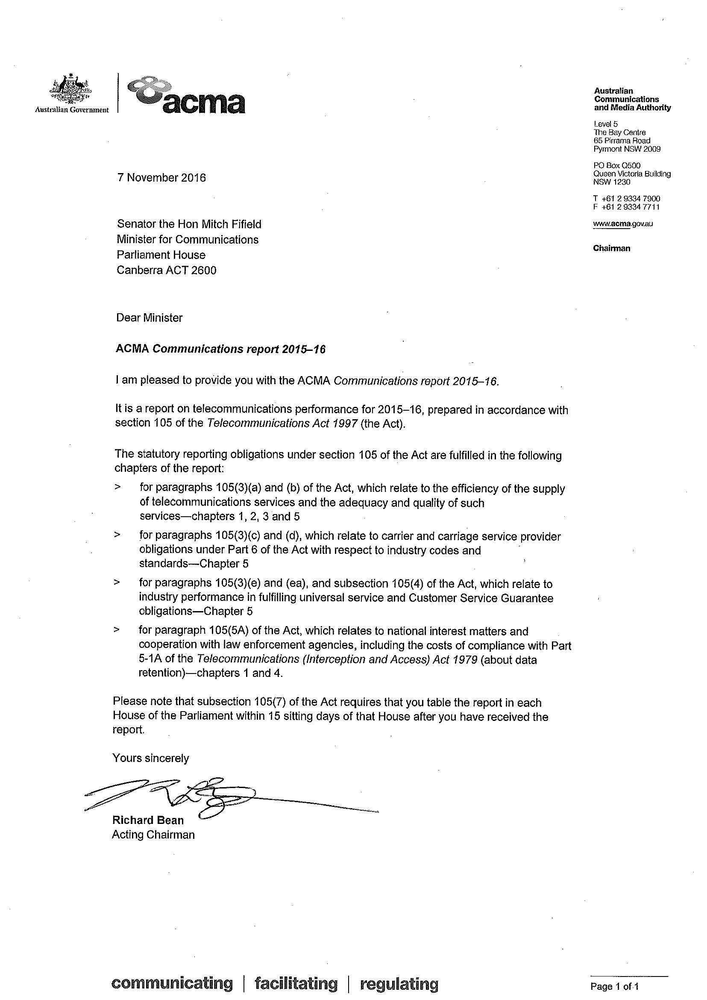 Australian Government
acma
Australian
Communications
and Media Authority
Level 5
The Bay Centre
65 Pirrama Road
Pyrmont NSW 2009
PO Box Q500
Queen Victoria Building
NSW 1230
T +61 2 9334 7900
F +61 2 9334 7711
www.acma.gov.au
Chairman
7 November 2016
Senator the Hon Mitch Fifield
Minister for Communications
Parliament House
Canberra ACT 2600
Dear Minister
ACMA Communications report 2015–16
I am pleased to provide you with the ACMA Communications report 2015–16.
It is a report on telecommunications performance for 2015–16, prepared in accordance with
section 105 of the Telecommunications Act 1997 (the Act).
The statutory reporting obligations under section 105 of the Act are fulfilled in the following
chapters of the report:
> for paragraphs 105(3)(a) and (b) of the Act, which relate to the efficiency of the supply
of telecommunications services and the adequacy and quality of such
services—chapters 1, 2, 3 and 5
> for paragraphs 105(3)(c) and (d), which relate to carrier and carriage service provider
obligations under Part 6 of the Act with respect to industry codes and
standards—Chapter 5
> for paragraphs 105(3)(e) and (ea), and subsection 105(4) of the Act, which relate to
industry performance in fulfilling universal service and Customer Service Guarantee
obligations—Chapter 5
> for paragraph 105(5A) of the Act, which relates to national interest matters and
cooperation with law enforcement agencies, including the costs of compliance with Part
5-1A of the Telecommunications (Interception and Access) Act 1979 (about data
retention)—chapters 1 and 4.
Please note that subsection 105(7) of the Act requires that you table the report in each
House of the Parliament within 15 sitting days of that House after you have received the
report.
Yours sincerely
Richard Bean
Acting Chairman
communicating | facilitating | regulating
Page 1 of 1